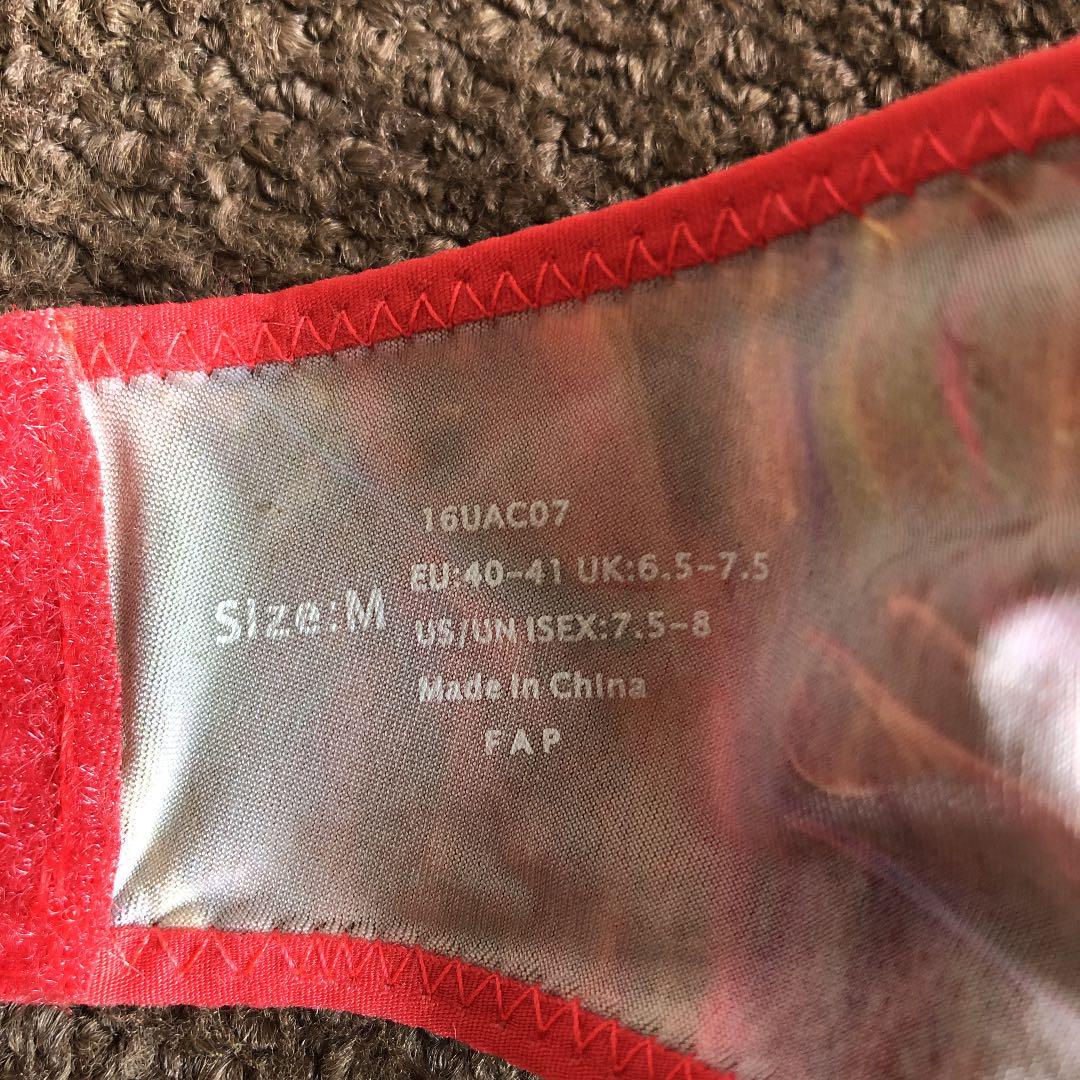 16UAC07
EU:40-41 UK:6.5-7.5
Size:M
US/UNISEX:7.5-8
Made In China
FAP